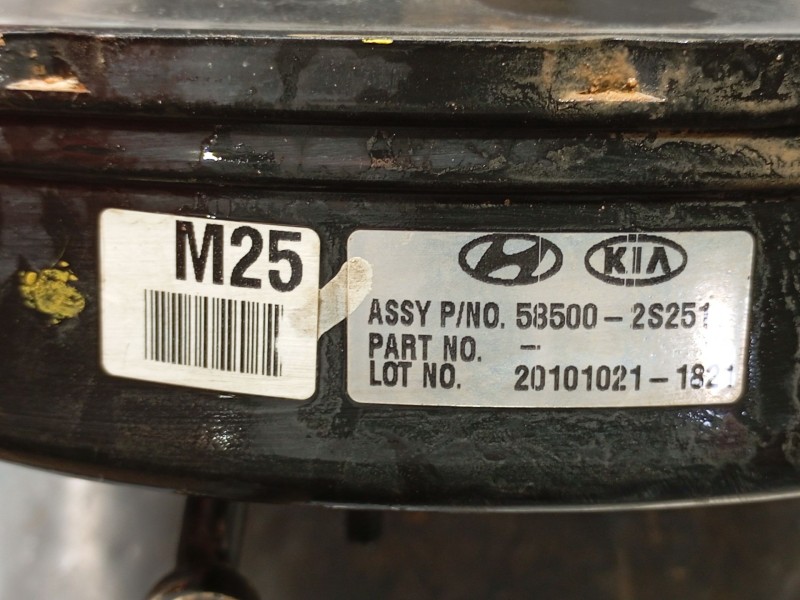 M25
KIA
ASSY P/NO. 58500-2S251
PART NO. -
LOT NO. 20101021-1821